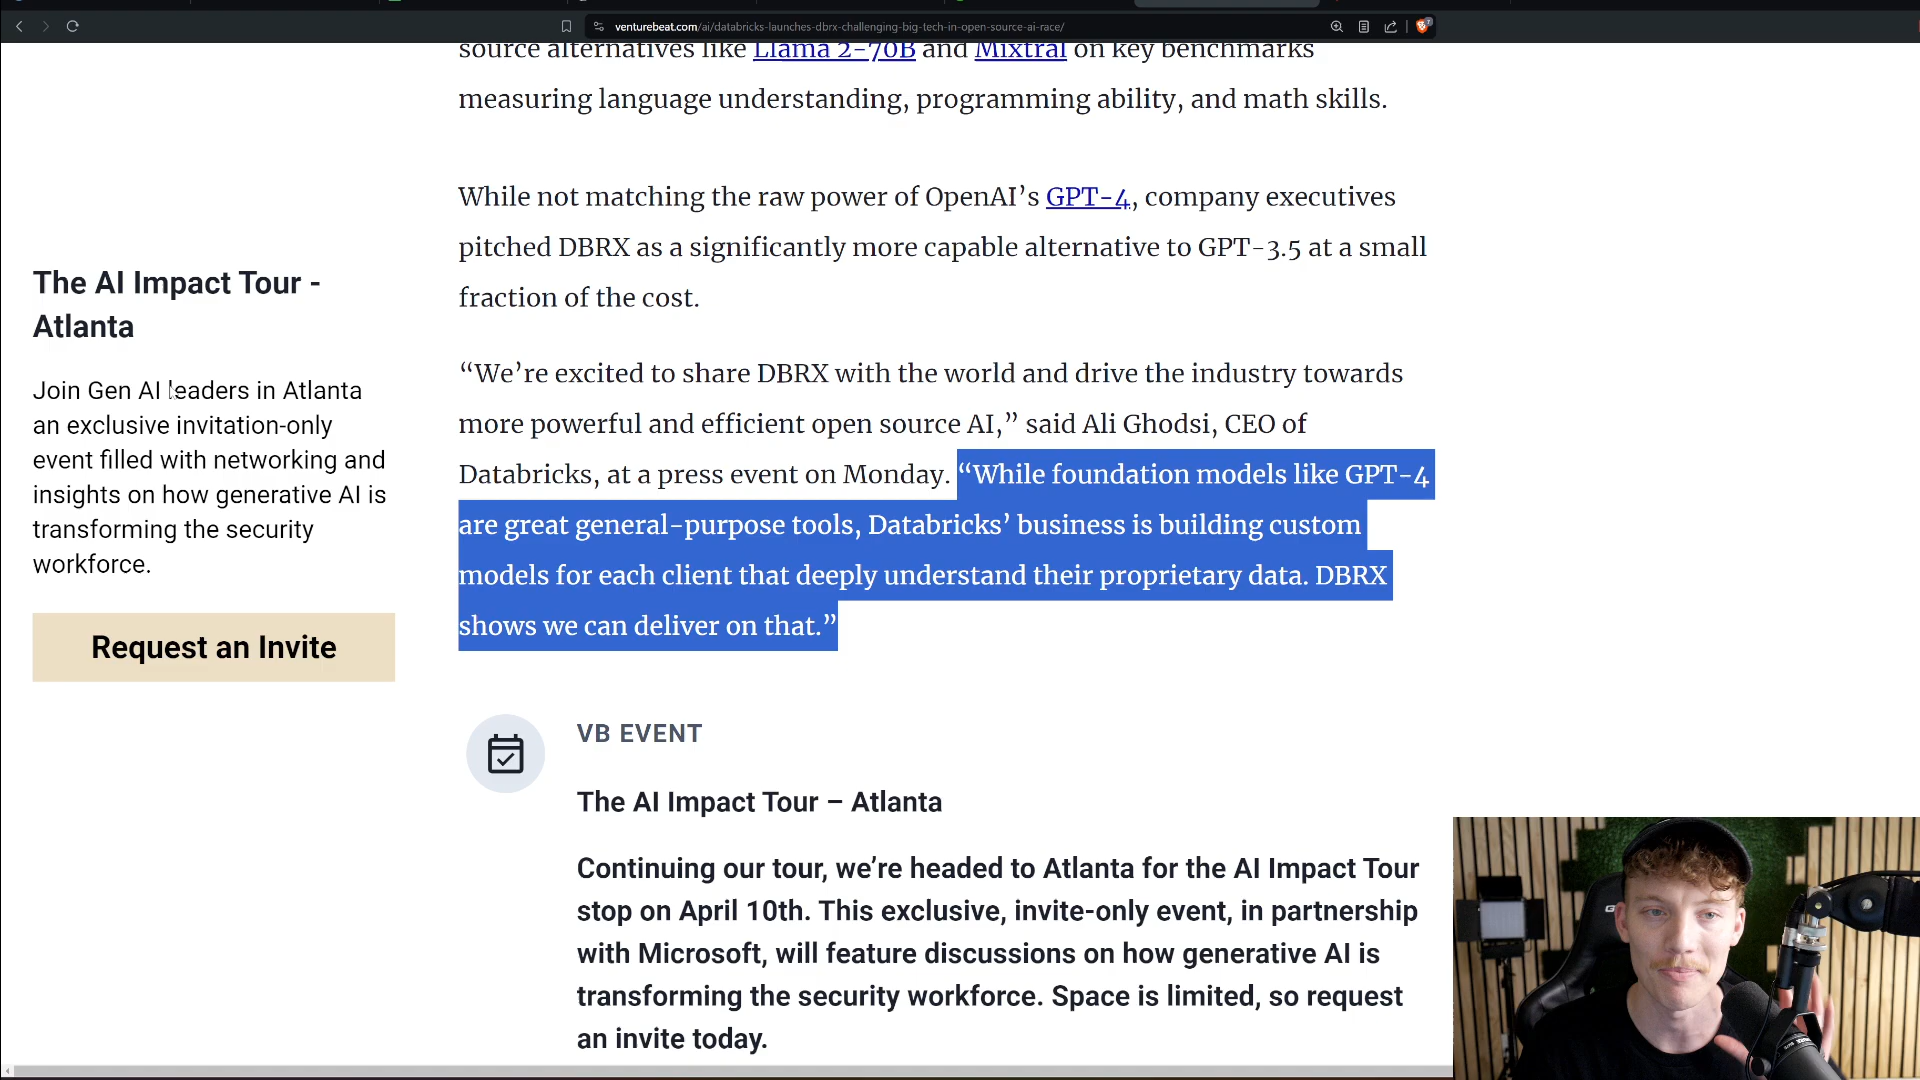 venturebeat.com/ai/databricks-launches-dbrx-challenging-big-tech-in-open-source-ai-race/
source alternatives like Llama 2-70B and Mixtral on key benchmarks
measuring language understanding, programming ability, and math skills.
While not matching the raw power of OpenAI’s GPT-4, company executives
pitched DBRX as a significantly more capable alternative to GPT-3.5 at a small
fraction of the cost.
“We’re excited to share DBRX with the world and drive the industry towards
more powerful and efficient open source AI,” said Ali Ghodsi, CEO of
Databricks, at a press event on Monday. “While foundation models like GPT-4
are great general-purpose tools, Databricks’ business is building custom
models for each client that deeply understand their proprietary data. DBRX
shows we can deliver on that.”
The AI Impact Tour -
Atlanta
Join Gen AI leaders in Atlanta
an exclusive invitation-only
event filled with networking and
insights on how generative AI is
transforming the security
workforce.
Request an Invite
VB EVENT
The AI Impact Tour – Atlanta
Continuing our tour, we’re headed to Atlanta for the AI Impact Tour
stop on April 10th. This exclusive, invite-only event, in partnership
with Microsoft, will feature discussions on how generative AI is
transforming the security workforce. Space is limited, so request
an invite today.